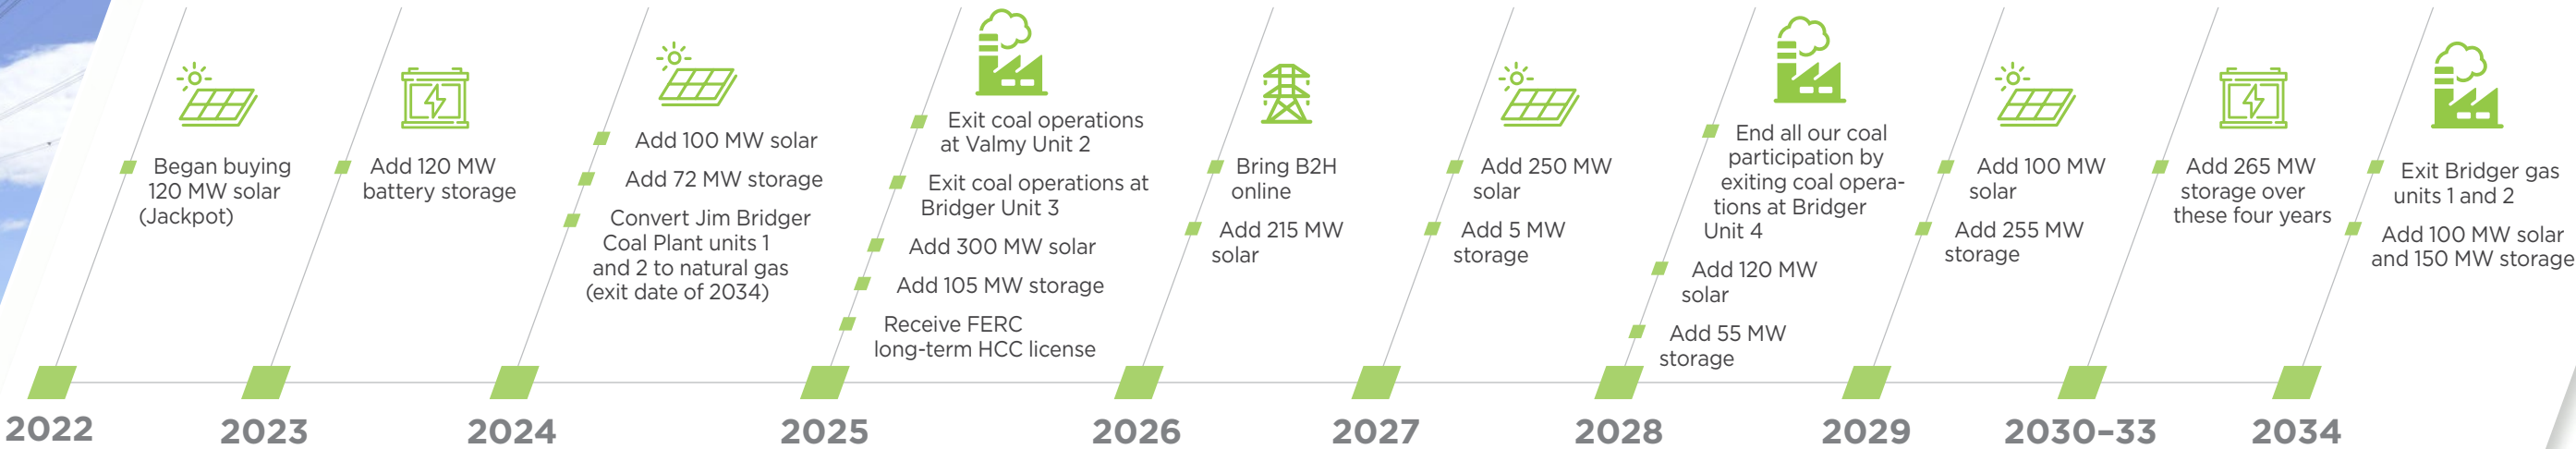 Began buying
120 MW solar
(Jackpot)
2022
Add 120 MW
battery storage
2023
Add 100 MW solar
Add 72 MW storage
Convert Jim Bridger
Coal Plant units 1
and 2 to natural gas
(exit date of 2034)
2024
Exit coal operations
at Valmy Unit 2
Exit coal operations at
Bridger Unit 3
Add 300 MW solar
Add 105 MW storage
Receive FERC
long-term HCC license
2025
Bring B2H
online
Add 215 MW
solar
2026
Add 250 MW
solar
Add 5 MW
storage
2027
End all our coal
participation by
exiting coal opera-
tions at Bridger
Unit 4
Add 120 MW
solar
Add 55 MW
storage
2028
Add 100 MW
solar
Add 255 MW
storage
2029
Add 265 MW
storage over
these four years
2030–33
Exit Bridger gas
units 1 and 2
Add 100 MW solar
and 150 MW storage
2034